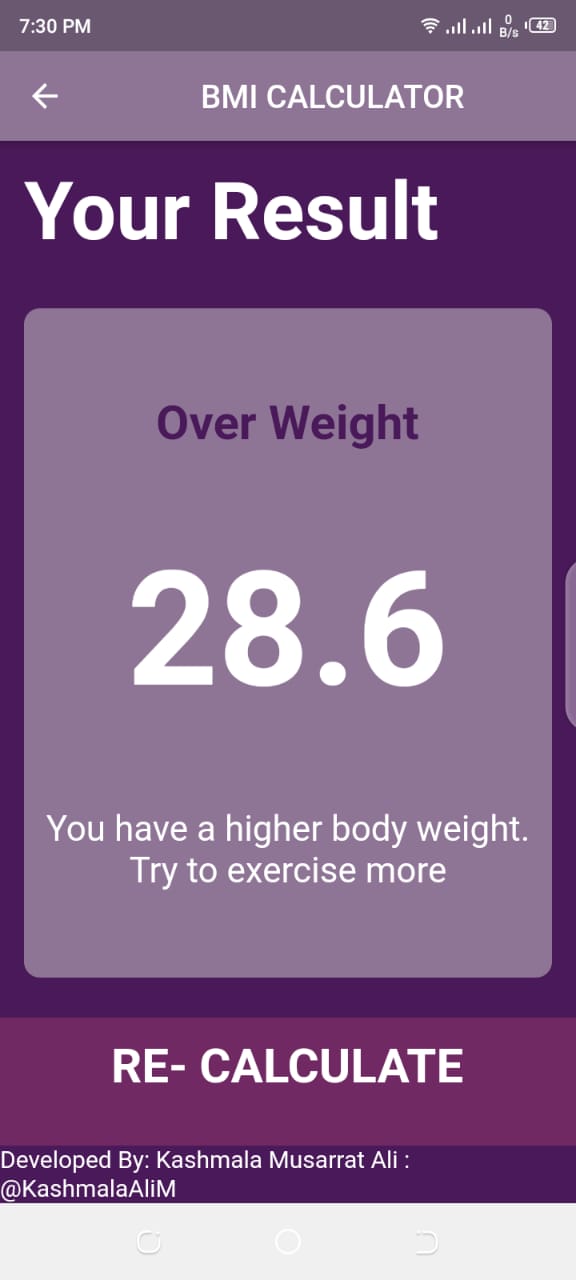 7:30 PM
0
B/s
42
BMI CALCULATOR
Your Result
Over Weight
28.6
You have a higher body weight.
Try to exercise more
RE- CALCULATE
Developed By: Kashmala Musarrat Ali :
@KashmalaAliM